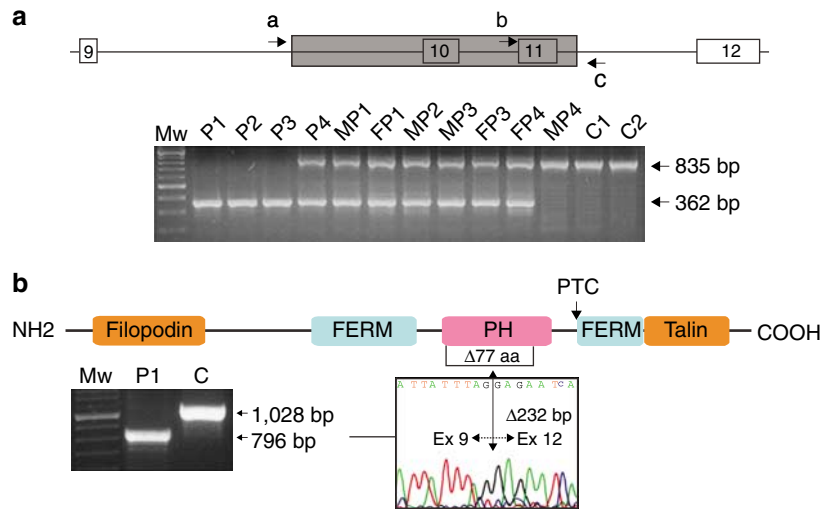 a
a b
9 10 11 12
c
Mw P1 P2 P3 P4 MP1 FP1 MP2 MP3 FP3 FP4 MP4 C1 C2
835 bp
362 bp
b
PTC
NH2 Filopodin FERM PH FERM Talin COOH
Δ77 aa
Mw P1 C
A TTA T TTAGGAGAATCA
1,028 bp
Δ232 bp
796 bp
Ex 9 Ex 12